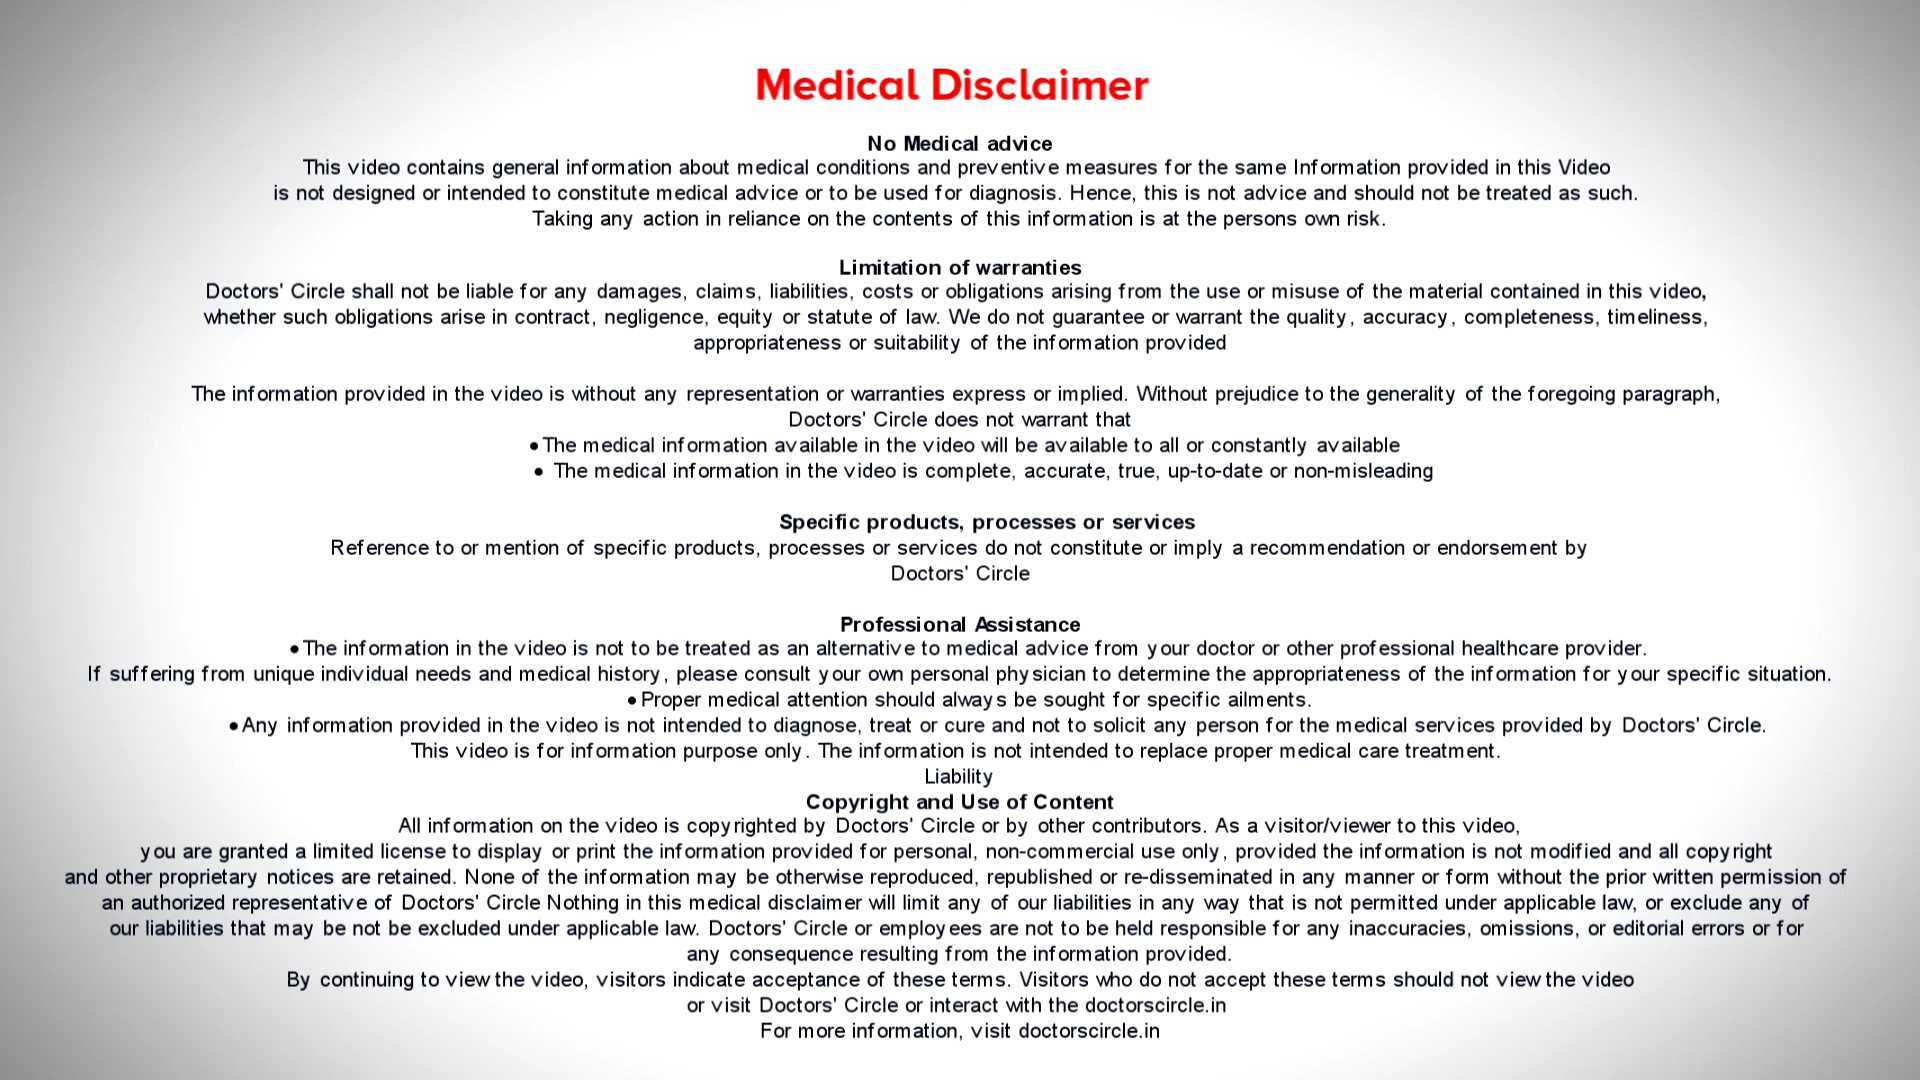 Medical Disclaimer
No Medical advice
This video contains general information about medical conditions and preventive measures for the same Information provided in this Video
is not designed or intended to constitute medical advice or to be used for diagnosis. Hence, this is not advice and should not be treated as such.
Taking any action in reliance on the contents of this information is at the persons own risk.
Limitation of warranties
Doctors' Circle shall not be liable for any damages, claims, liabilities, costs or obligations arising from the use or misuse of the material contained in this video,
whether such obligations arise in contract, negligence, equity or statute of law. We do not guarantee or warrant the quality, accuracy, completeness, timeliness,
appropriateness or suitability of the information provided
The information provided in the video is without any representation or warranties express or implied. Without prejudice to the generality of the foregoing paragraph,
Doctors' Circle does not warrant that
• The medical information available in the video will be available to all or constantly available
• The medical information in the video is complete, accurate, true, up-to-date or non-misleading
Specific products, processes or services
Reference to or mention of specific products, processes or services do not constitute or imply a recommendation or endorsement by
Doctors' Circle
Professional Assistance
• The information in the video is not to be treated as an alternative to medical advice from your doctor or other professional healthcare provider.
If suffering from unique individual needs and medical history, please consult your own personal physician to determine the appropriateness of the information for your specific situation.
• Proper medical attention should always be sought for specific ailments.
• Any information provided in the video is not intended to diagnose, treat or cure and not to solicit any person for the medical services provided by Doctors' Circle.
This video is for information purpose only. The information is not intended to replace proper medical care treatment.
Liability
Copyright and Use of Content
All information on the video is copyrighted by Doctors' Circle or by other contributors. As a visitor/viewer to this video,
you are granted a limited license to display or print the information provided for personal, non-commercial use only, provided the information is not modified and all copyright
and other proprietary notices are retained. None of the information may be otherwise reproduced, republished or re-disseminated in any manner or form without the prior written permission of
an authorized representative of Doctors' Circle Nothing in this medical disclaimer will limit any of our liabilities in any way that is not permitted under applicable law, or exclude any of
our liabilities that may be not be excluded under applicable law. Doctors' Circle or employees are not to be held responsible for any inaccuracies, omissions, or editorial errors or for
any consequence resulting from the information provided.
By continuing to view the video, visitors indicate acceptance of these terms. Visitors who do not accept these terms should not view the video
or visit Doctors' Circle or interact with the doctorscircle.in
For more information, visit doctorscircle.in